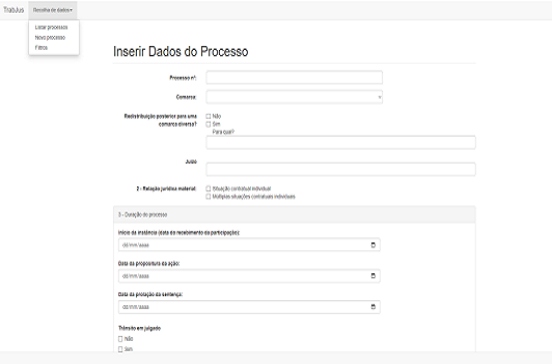 TrabJus Recolha de dados
Listar processos
Novo processo
Filtros
Inserir Dados do Processo
Processo nº:
Comarca:
Redistribuição posterior para uma
comarca diversa?
Não
Sim
Para qual?
Juízo
2 - Relação jurídica material:
Situação contratual individual
Múltiplas situações contratuais individuais
3 - Duração do processo
Início da instância (data do recebimento da participação):
dd/mm/aaaa
Data da propositura da ação:
dd/mm/aaaa
Data da prolação da sentença:
dd/mm/aaaa
Trânsito em julgado
Não
Sim